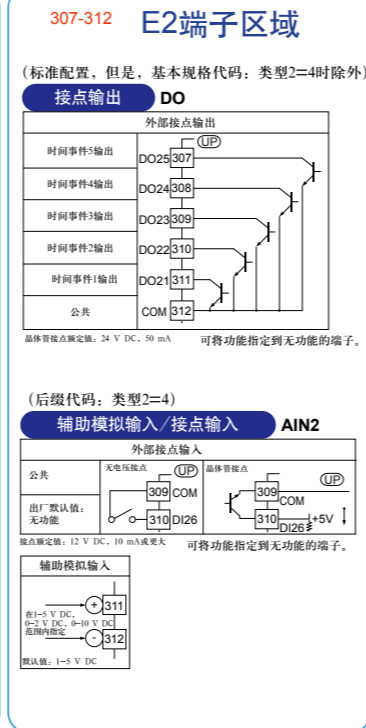 307-312
E2端子区域
(标准配置，但是，基本规格代码：类型2=4时除外)
接点输出 DO
外部接点输出
UP
时间事件5输出 DO25 307
时间事件4输出 DO24 308
时间事件3输出 DO23 309
时间事件2输出 DO22 310
时间事件1输出 DO21 311
公共 COM 312
晶体管接点额定值：24 V DC，50 mA
可将功能指定到无功能的端子。
(后缀代码：类型2=4)
辅助模拟输入/接点输入 AIN2
外部接点输入
公共
出厂默认值：
无功能
无电压接点 UP
309 COM
310 DI26
晶体管接点 UP
309 COM
310 DI26 +5V
接点额定值：12 V DC，10 mA或更大
可将功能指定到无功能的端子。
辅助模拟输入
+ 311
在1-5 V DC，
0-2 V DC，0-10 V DC
范围内指定
- 312
默认值：1-5 V DC